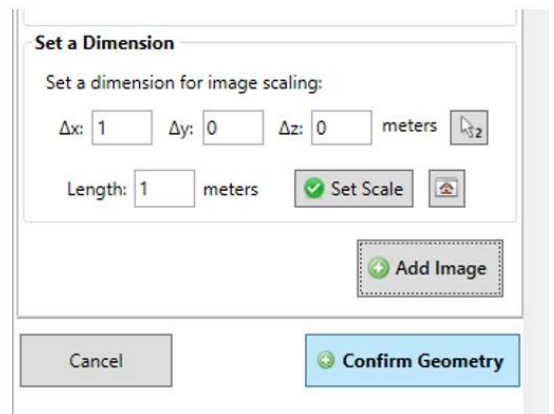 Set a Dimension
Set a dimension for image scaling:
Δx: 1 Δy: 0 Δz: 0 meters 2
Length: 1 meters Set Scale
Add Image
Cancel Confirm Geometry